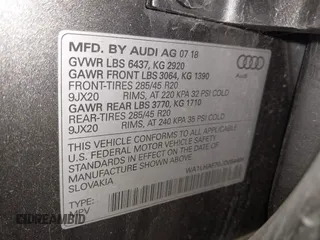 MFD. BY AUDI AG 07-18
GVWR LBS 6437, KG 2920
GAWR FRONT LBS 3064, KG 1390
FRONT-TIRES 285/45 R20
9JX20 RIMS, AT 220 KPA 32 PSI COLD
GAWR REAR LBS 3770, KG 1710
REAR-TIRES 285/45 R20
9JX20 RIMS, AT 240 KPA 35 PSI COLD
Audi
THIS VEHICLE CONFORMS TO ALL APPLICABLE
U.S. FEDERAL MOTOR VEHICLE SAFETY
STANDARDS IN EFFECT ON THE DATE OF
MANUFACTURE SHOWN ABOVE.
SLOVAKIA
TYPE:
MPV